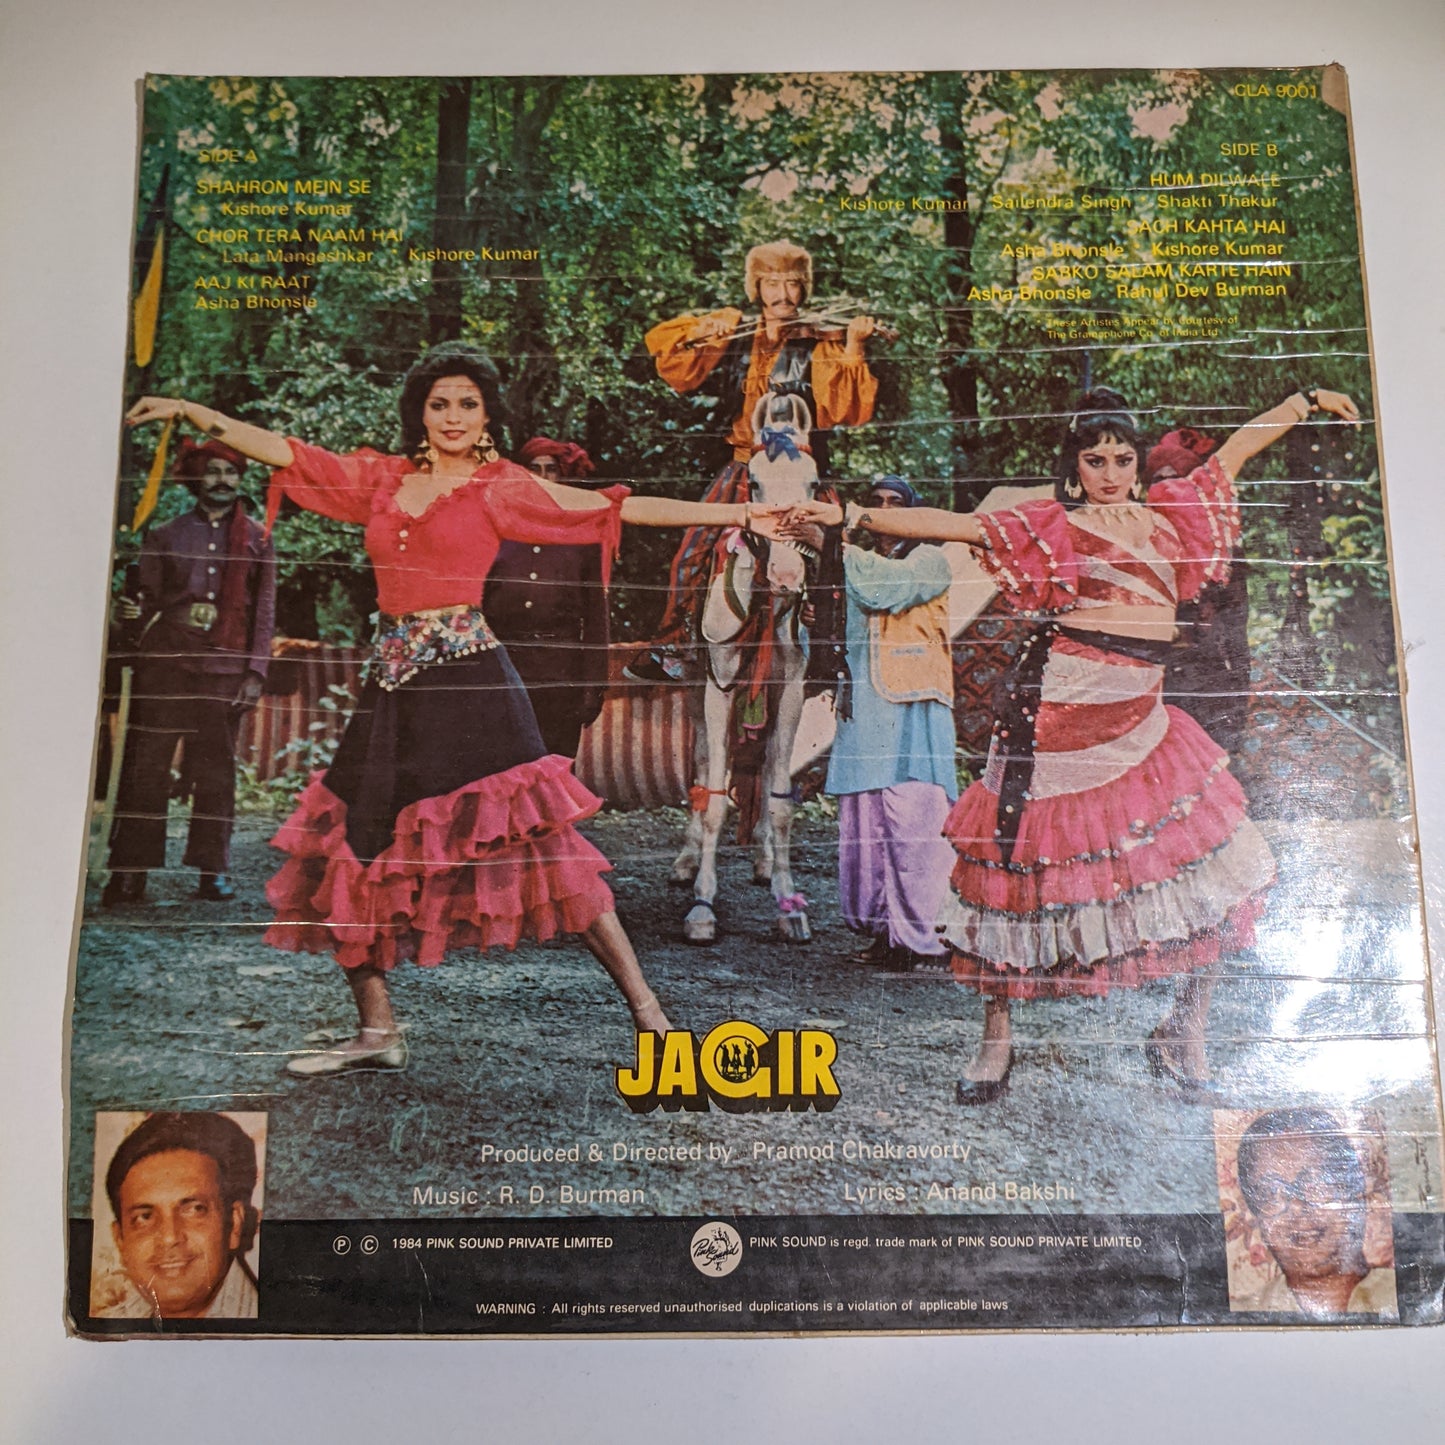 CLA 9001
SIDE A
SHAHRON MEIN SE
* Kishore Kumar
CHOR TERA NAAM HAI
* Lata Mangeshkar * Kishore Kumar
AAJ KI RAAT
Asha Bhonsle
SIDE B
HUM DILWALE
* Kishore Kumar * Sailendra Singh * Shakti Thakur
SACH KAHTA HAI
Asha Bhonsle * Kishore Kumar
SABKO SALAM KARTE HAIN
Asha Bhonsle * Rahul Dev Burman
* These Artistes Appear by Courtesy of
The Gramophone Co. of India Ltd.
JAGIR
Produced & Directed by Pramod Chakravorty
Music : R. D. Burman
Lyrics : Anand Bakshi
Ⓟ Ⓒ 1984 PINK SOUND PRIVATE LIMITED
Pink Sound
PINK SOUND is regd. trade mark of PINK SOUND PRIVATE LIMITED
WARNING : All rights reserved unauthorised duplications is a violation of applicable laws